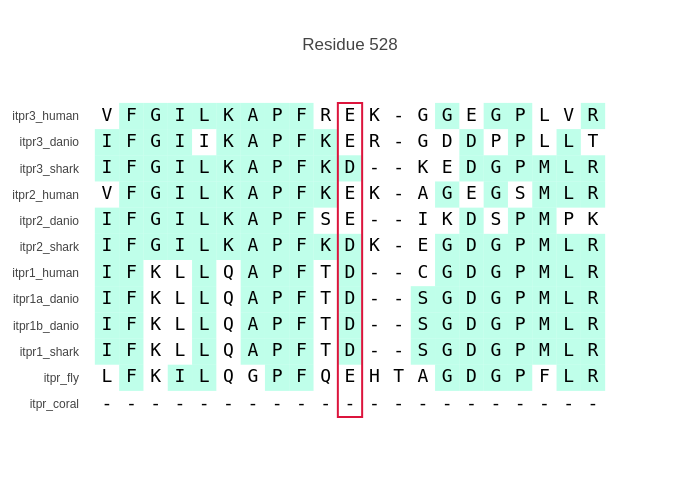 Residue 528
itpr3_human V F G I L K A P F R E K - G G E G P L V R
itpr3_danio I F G I I K A P F K E R - G D D P P L L T
itpr3_shark I F G I L K A P F K D - - K E D G P M L R
itpr2_human V F G I L K A P F K E K - A G E G S M L R
itpr2_danio I F G I L K A P F S E - - I K D S P M P K
itpr2_shark I F G I L K A P F K D K - E G D G P M L R
itpr1_human I F K L L Q A P F T D - - C G D G P M L R
itpr1a_danio I F K L L Q A P F T D - - S G D G P M L R
itpr1b_danio I F K L L Q A P F T D - - S G D G P M L R
itpr1_shark I F K L L Q A P F T D - - S G D G P M L R
itpr_fly L F K I L Q G P F Q E H T A G D G P F L R
itpr_coral - - - - - - - - - - - - - - - - - - - - -